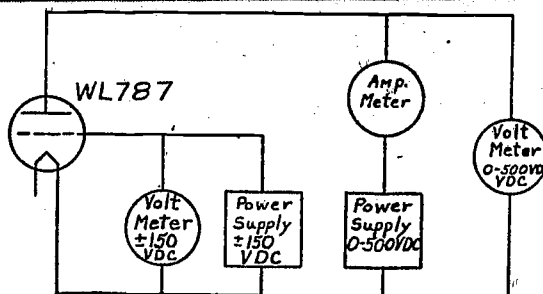 WL787
Amp.
Meter
Volt
Meter
0-500VD
VDC
Volt
Meter
±150
VDC
Power
Supply
±150
VDC
Power
Supply
0-500VDC